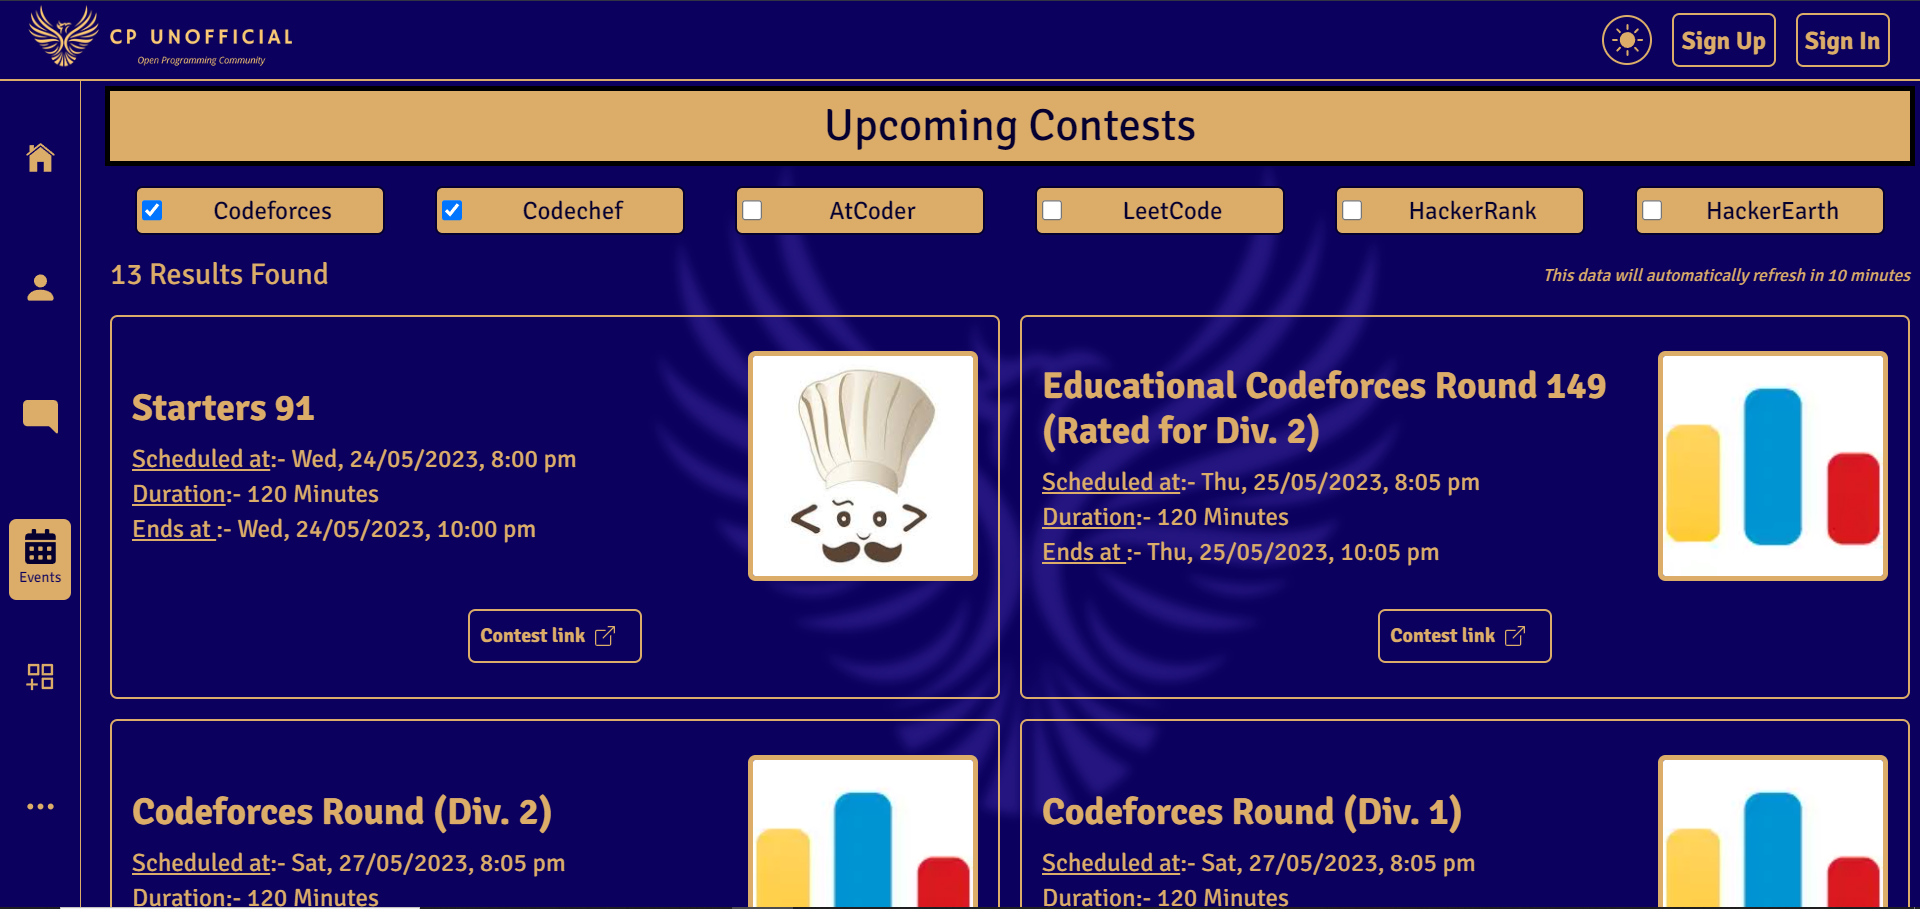 CP UNOFFICIAL
Open Programming Community
Sign Up
Sign In
Upcoming Contests
Codeforces
Codechef
AtCoder
LeetCode
HackerRank
HackerEarth
13 Results Found
This data will automatically refresh in 10 minutes
Starters 91
Scheduled at:- Wed, 24/05/2023, 8:00 pm
Duration:- 120 Minutes
Ends at :- Wed, 24/05/2023, 10:00 pm
Contest link
Educational Codeforces Round 149
(Rated for Div. 2)
Scheduled at:- Thu, 25/05/2023, 8:05 pm
Duration:- 120 Minutes
Ends at :- Thu, 25/05/2023, 10:05 pm
Contest link
Events
Codeforces Round (Div. 2)
Scheduled at:- Sat, 27/05/2023, 8:05 pm
Duration:- 120 Minutes
Codeforces Round (Div. 1)
Scheduled at:- Sat, 27/05/2023, 8:05 pm
Duration:- 120 Minutes